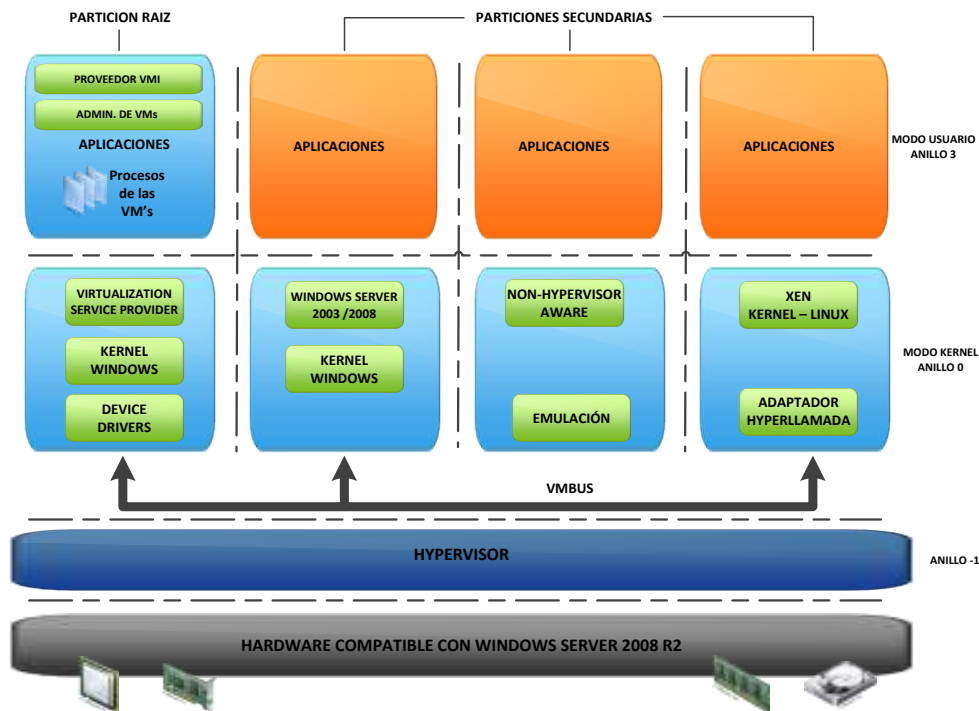 PARTICION RAIZ
PARTICIONES SECUNDARIAS
PROVEEDOR VMI
ADMIN. DE VMs
APLICACIONES
Procesos
de las
VM's
APLICACIONES
APLICACIONES
APLICACIONES
MODO USUARIO
ANILLO 3
VIRTUALIZATION
SERVICE PROVIDER
KERNEL
WINDOWS
DEVICE
DRIVERS
WINDOWS SERVER
2003 /2008
KERNEL
WINDOWS
NON-HYPERVISOR
AWARE
EMULACIÓN
XEN
KERNEL – LINUX
ADAPTADOR
HYPERLLAMADA
MODO KERNEL
ANILLO 0
VMBUS
HYPERVISOR
ANILLO -1
HARDWARE COMPATIBLE CON WINDOWS SERVER 2008 R2